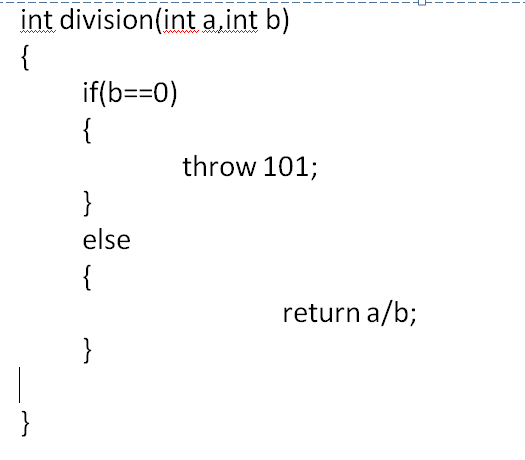 int division(int a,int b)
{
if(b==0)
{
throw 101;
}
else
{
return a/b;
}
}